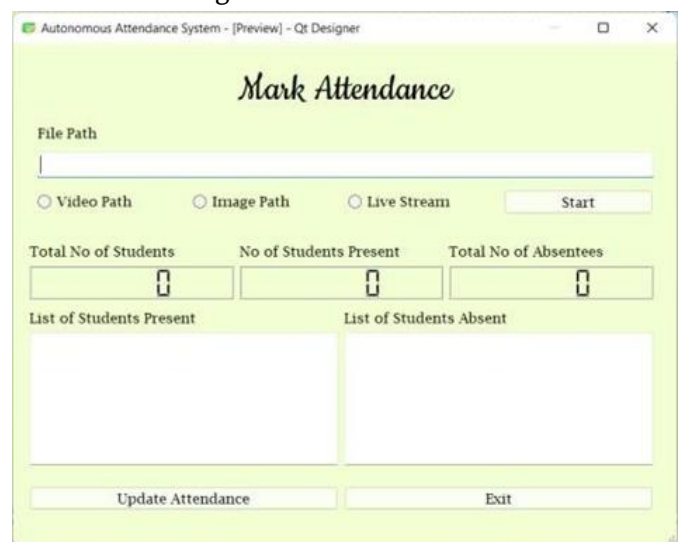 Autonomous Attendance System - [Preview] - Qt Designer
Mark Attendance
File Path
Video Path Image Path Live Stream Start
Total No of Students No of Students Present Total No of Absentees
0 0 0
List of Students Present List of Students Absent
Update Attendance Exit